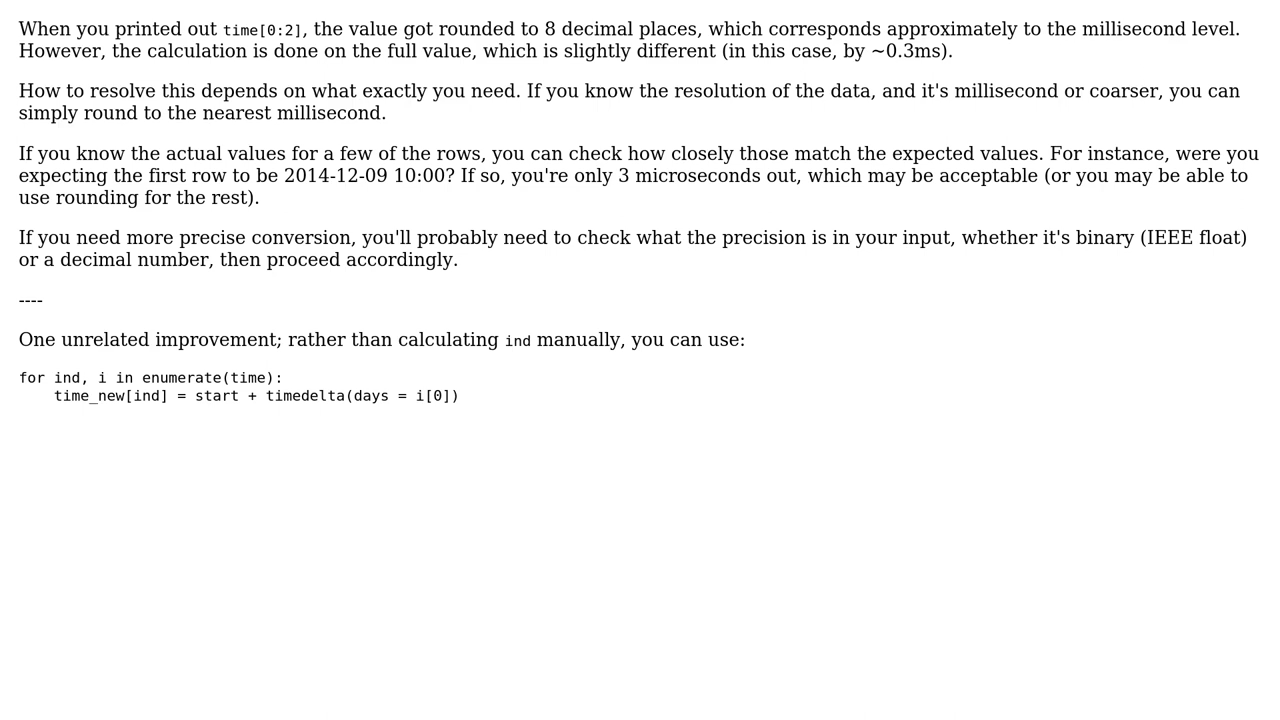 When you printed out time[0:2], the value got rounded to 8 decimal places, which corresponds approximately to the millisecond level.
However, the calculation is done on the full value, which is slightly different (in this case, by ~0.3ms).
How to resolve this depends on what exactly you need. If you know the resolution of the data, and it's millisecond or coarser, you can
simply round to the nearest millisecond.
If you know the actual values for a few of the rows, you can check how closely those match the expected values. For instance, were you
expecting the first row to be 2014-12-09 10:00? If so, you're only 3 microseconds out, which may be acceptable (or you may be able to
use rounding for the rest).
If you need more precise conversion, you'll probably need to check what the precision is in your input, whether it's binary (IEEE float)
or a decimal number, then proceed accordingly.
----
One unrelated improvement; rather than calculating ind manually, you can use:
for ind, i in enumerate(time):
    time_new[ind] = start + timedelta(days = i[0])